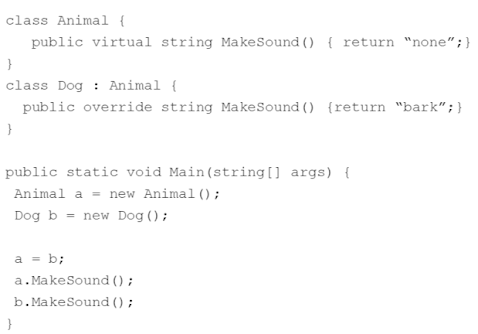 class Animal {
public virtual string MakeSound() { return “none”;}
}
class Dog : Animal {
public override string MakeSound() {return “bark”;}
}
public static void Main(string[] args) {
Animal a = new Animal();
Dog b = new Dog();
a = b;
a.MakeSound();
b.MakeSound();
}